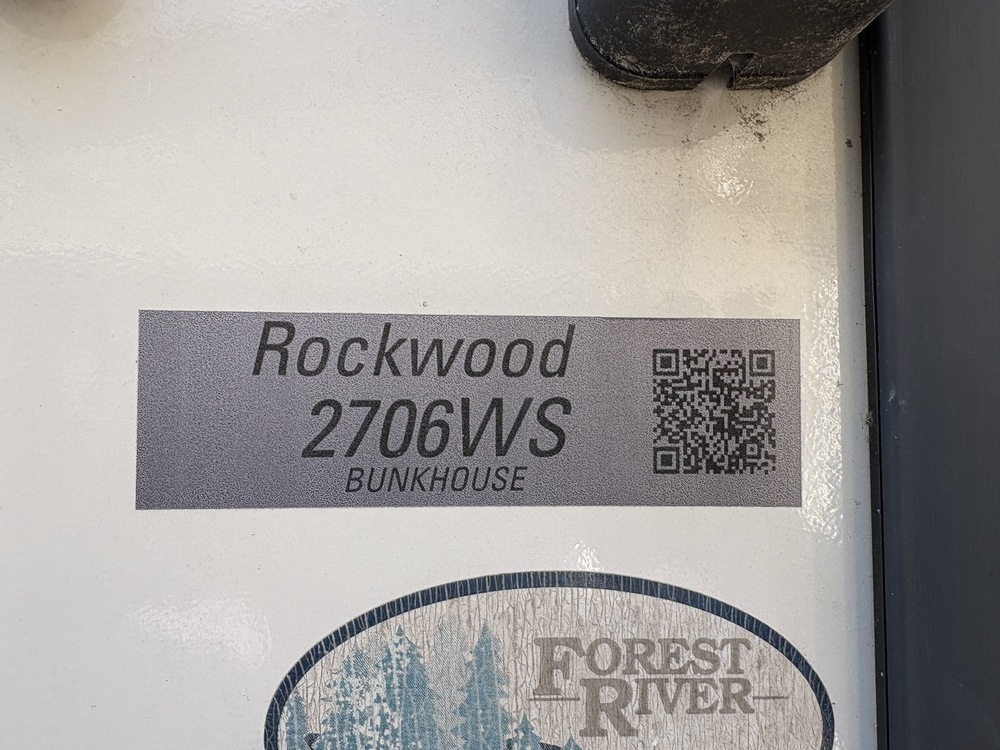 Rockwood
2706WS
BUNKHOUSE
FOREST
RIVER